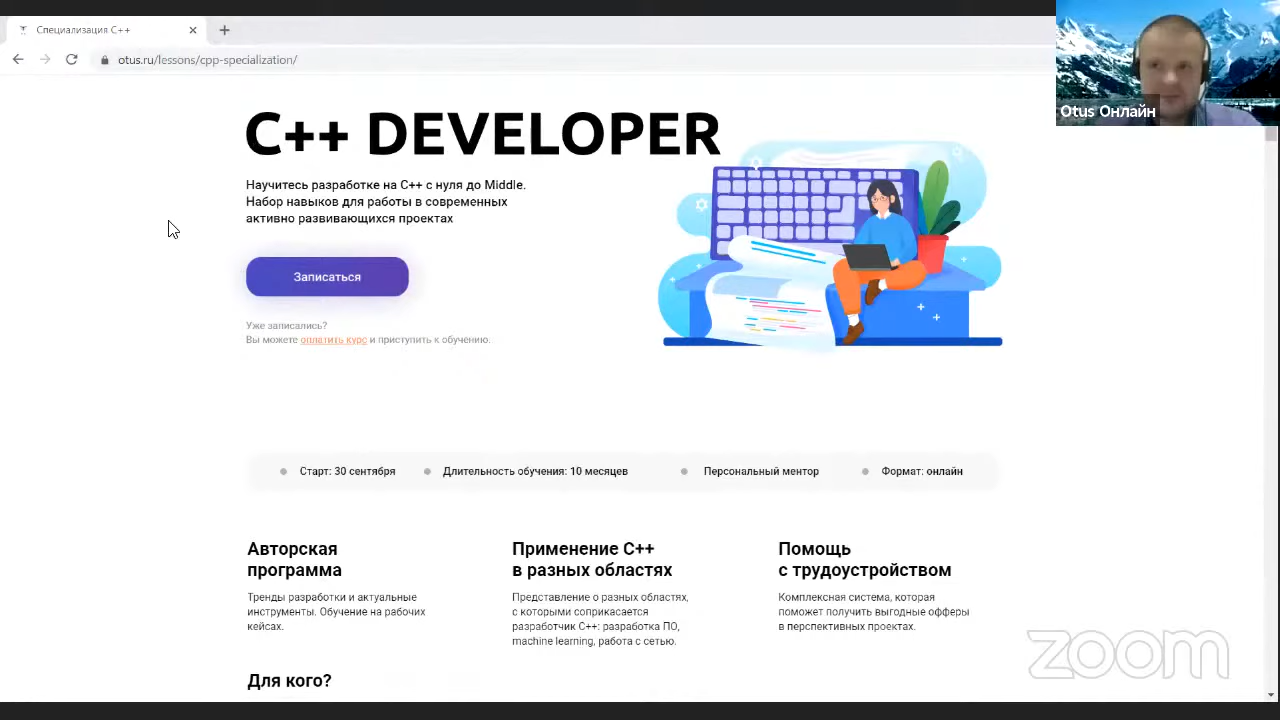 Специализация C++
otus.ru/lessons/cpp-specialization/
Otus Онлайн
C++ DEVELOPER
Научитесь разработке на C++ с нуля до Middle.
Набор навыков для работы в современных
активно развивающихся проектах
Записаться
Уже записались?
Вы можете оплатить курс и приступить к обучению.
Старт: 30 сентября
Длительность обучения: 10 месяцев
Персональный ментор
Формат: онлайн
Авторская
программа
Тренды разработки и актуальные
инструменты. Обучение на рабочих
кейсах.
Применение C++
в разных областях
Представление о разных областях,
с которыми соприкасается
разработчик C++: разработка ПО,
machine learning, работа с сетью.
Помощь
с трудоустройством
Комплексная система, которая
поможет получить выгодные офферы
в перспективных проектах.
Для кого?
zoom